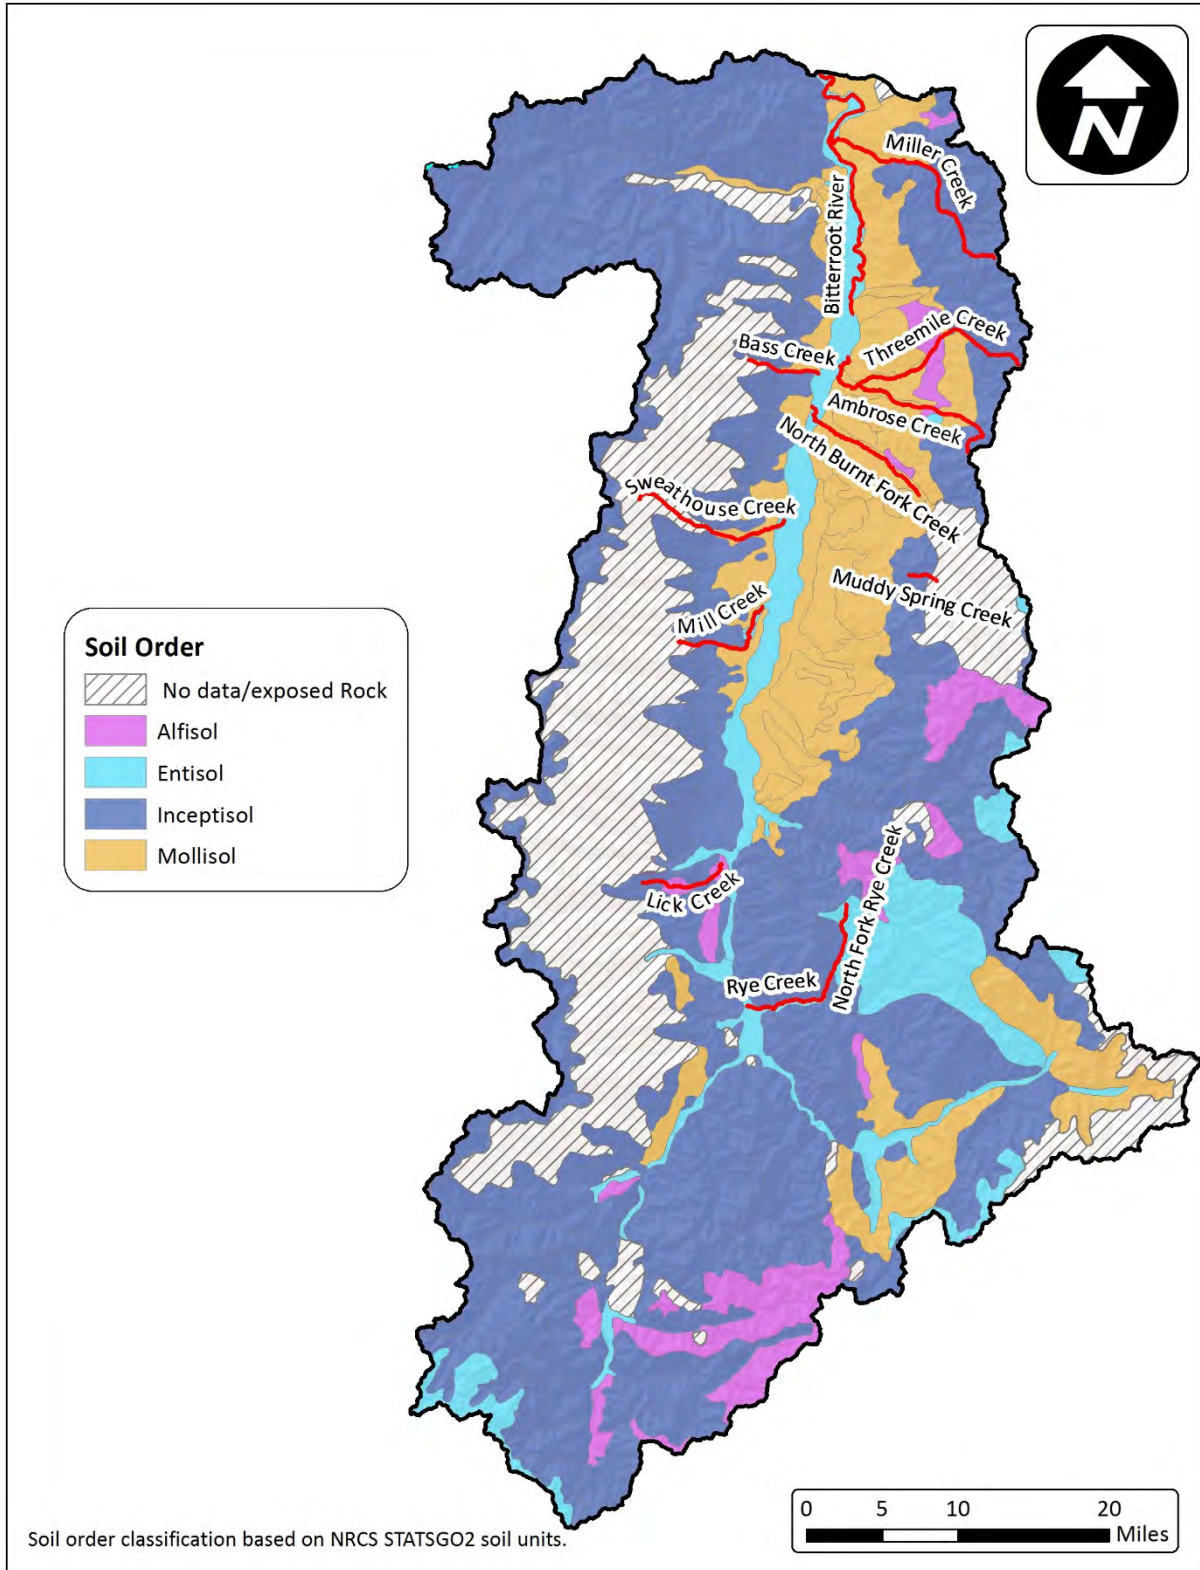 N
Miller Creek
Bitterroot River
Threemile Creek
Bass Creek
Ambrose Creek
North Burnt Fork Creek
Sweathouse Creek
Muddy Spring Creek
Mill Creek
Soil Order
No data/exposed Rock
Alfisol
Entisol
Inceptisol
Mollisol
North Fork Rye Creek
Lick Creek
Rye Creek
0 5 10 20
Miles
Soil order classification based on NRCS STATSGO2 soil units.